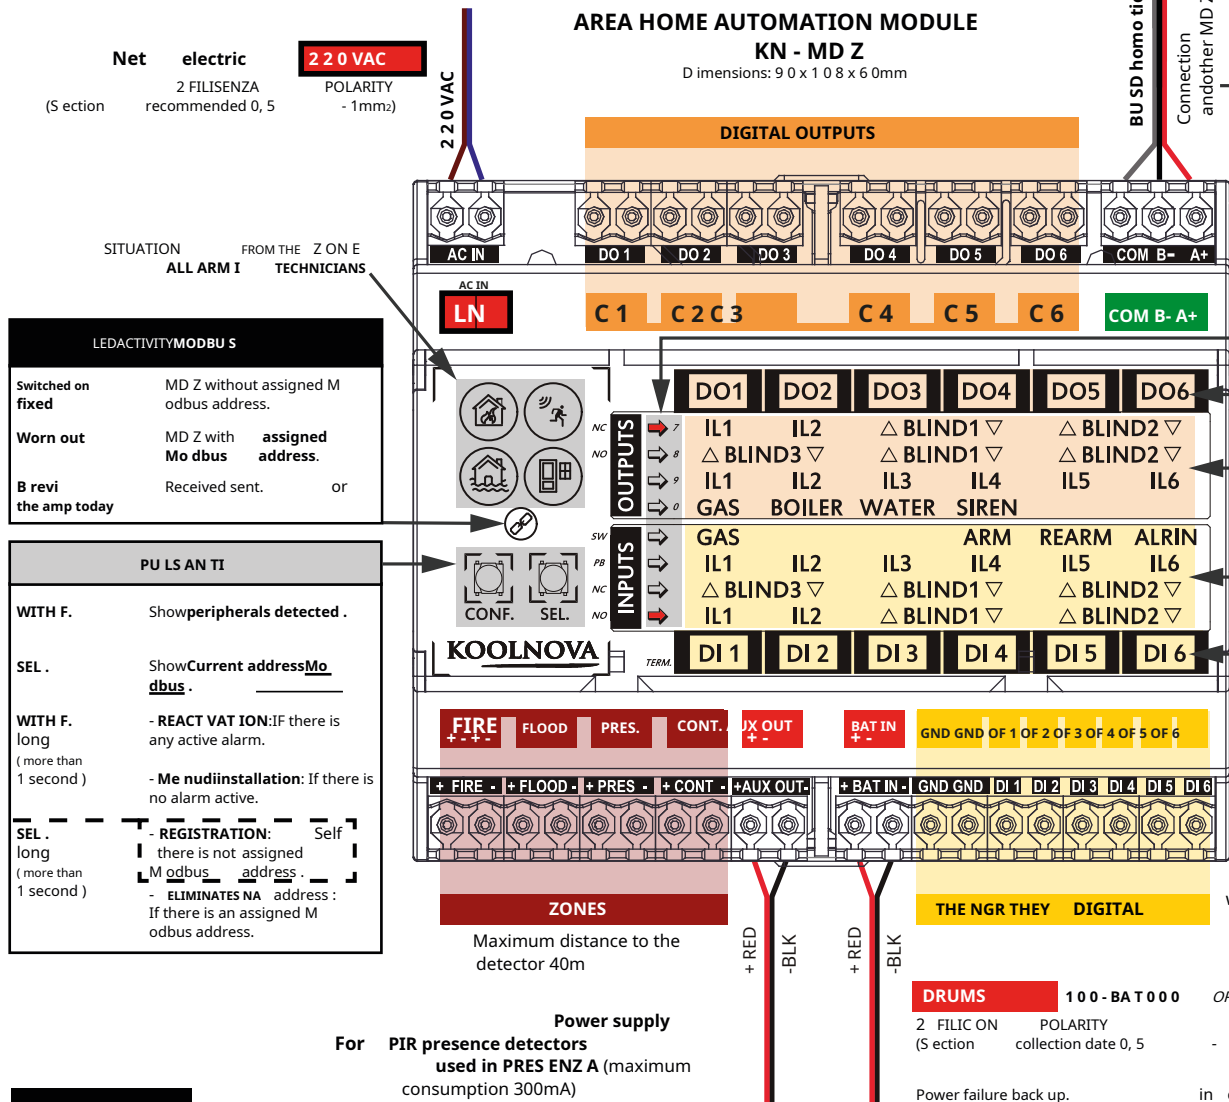 AREA HOME AUTOMATION MODULE
KN - MD Z
D imensions: 9 0 x 1 0 8 x 6 0mm
Net electric
2 2 0 VAC
2 FILISENZA POLARITY
(S ection recommended 0, 5 - 1mm2)
2 2 0 VAC
BU SD homo tic
Connection
andother MD Z
DIGITAL OUTPUTS
SITUATION FROM THE Z ON E
ALL ARM I TECHNICIANS
AC IN
DO 1 DO 2 DO 3 DO 4 DO 5 DO 6
COM B- A+
AC IN
LN
C 1 C 2 C 3 C 4 C 5 C 6
COM B- A+
LEDACTIVITYMODBU S
Switched on MD Z without assigned M
fixed odbus address.
Worn out MD Z with assigned
Mo dbus address.
B revi Received sent. or
the amp today
DO1 DO2 DO3 DO4 DO5 DO6
OUTPUTS
NC 7 IL1 IL2 △ BLIND1 ▽ △ BLIND2 ▽
NO 8 △ BLIND3 ▽ △ BLIND1 ▽ △ BLIND2 ▽
9 IL1 IL2 IL3 IL4 IL5 IL6
0 GAS BOILER WATER SIREN
INPUTS
SW GAS ARM REARM ALRIN
PB IL1 IL2 IL3 IL4 IL5 IL6
NC △ BLIND3 ▽ △ BLIND1 ▽ △ BLIND2 ▽
NO IL1 IL2 △ BLIND1 ▽ △ BLIND2 ▽
CONF. SEL.
KOOLNOVA
TERM. DI 1 DI 2 DI 3 DI 4 DI 5 DI 6
PU LS AN TI
WITH F. Showperipherals detected .
SEL . ShowCurrent addressMo
dbus .
WITH F. - REACT VAT ION:IF there is
long any active alarm.
( more than
1 second ) - Me nudiinstallation: If there is
no alarm active.
SEL . - REGISTRATION: Self
long there is not assigned
( more than M odbus address .
1 second ) - ELIMINATES NA address :
If there is an assigned M
odbus address.
FIRE FLOOD PRES. CONT. AUX OUT BAT IN
+ - + - + - + -
GND GND OF 1 OF 2 OF 3 OF 4 OF 5 OF 6
+ FIRE - + FLOOD - + PRES - + CONT - +AUX OUT- + BAT IN - GND GND DI 1 DI 2 DI 3 DI 4 DI 5 DI 6
ZONES
THE NGR THEY DIGITAL
Maximum distance to the
detector 40m
+ RED
-BLK
+ RED
-BLK
DRUMS 1 0 0 - BA T 0 0 0
2 FILIC ON POLARITY
(S ection collection date 0, 5 -
Power supply
For PIR presence detectors
used in PRES ENZ A (maximum
consumption 300mA)
Power failure back up. in